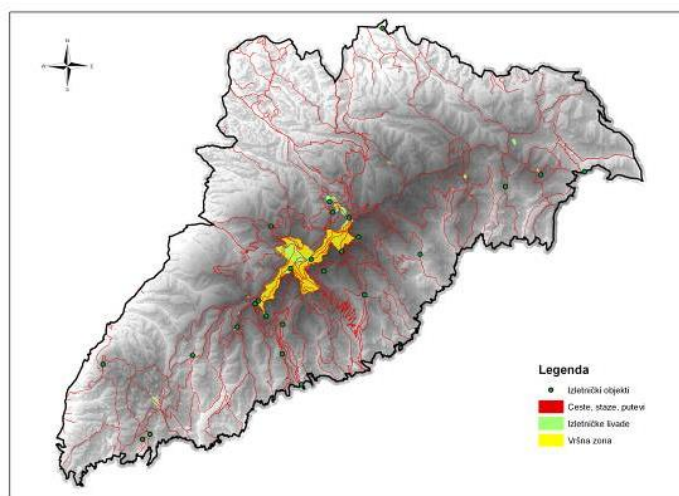 N
E
S
Legenda
Izletnički objekti
Ceste, staze, putevi
Izletničke livade
Vršna zona